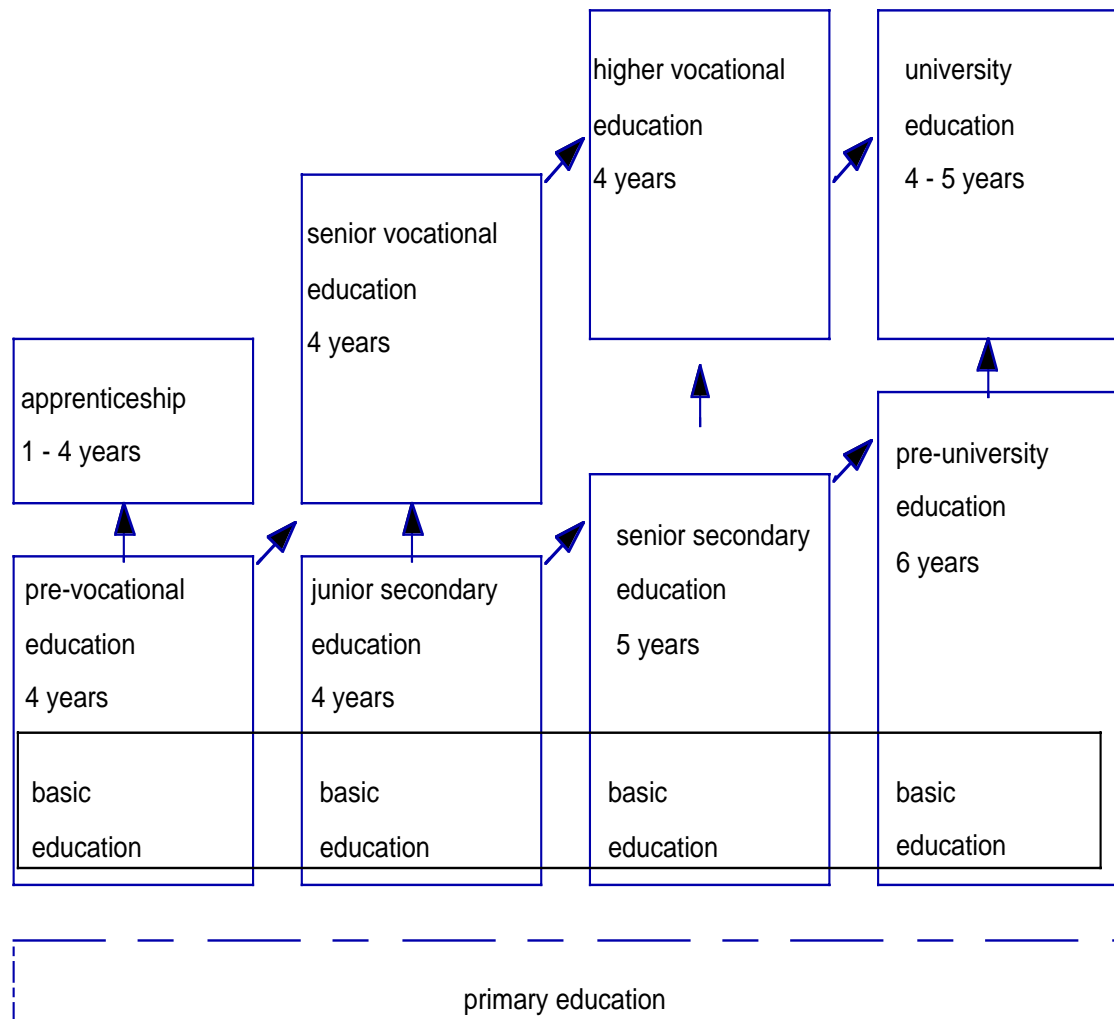 higher vocational
education
4 years
university
education
4 - 5 years
senior vocational
education
4 years
apprenticeship
1 - 4 years
pre-university
education
6 years
senior secondary
education
5 years
pre-vocational
education
4 years
junior secondary
education
4 years
basic
education
basic
education
basic
education
basic
education
primary education